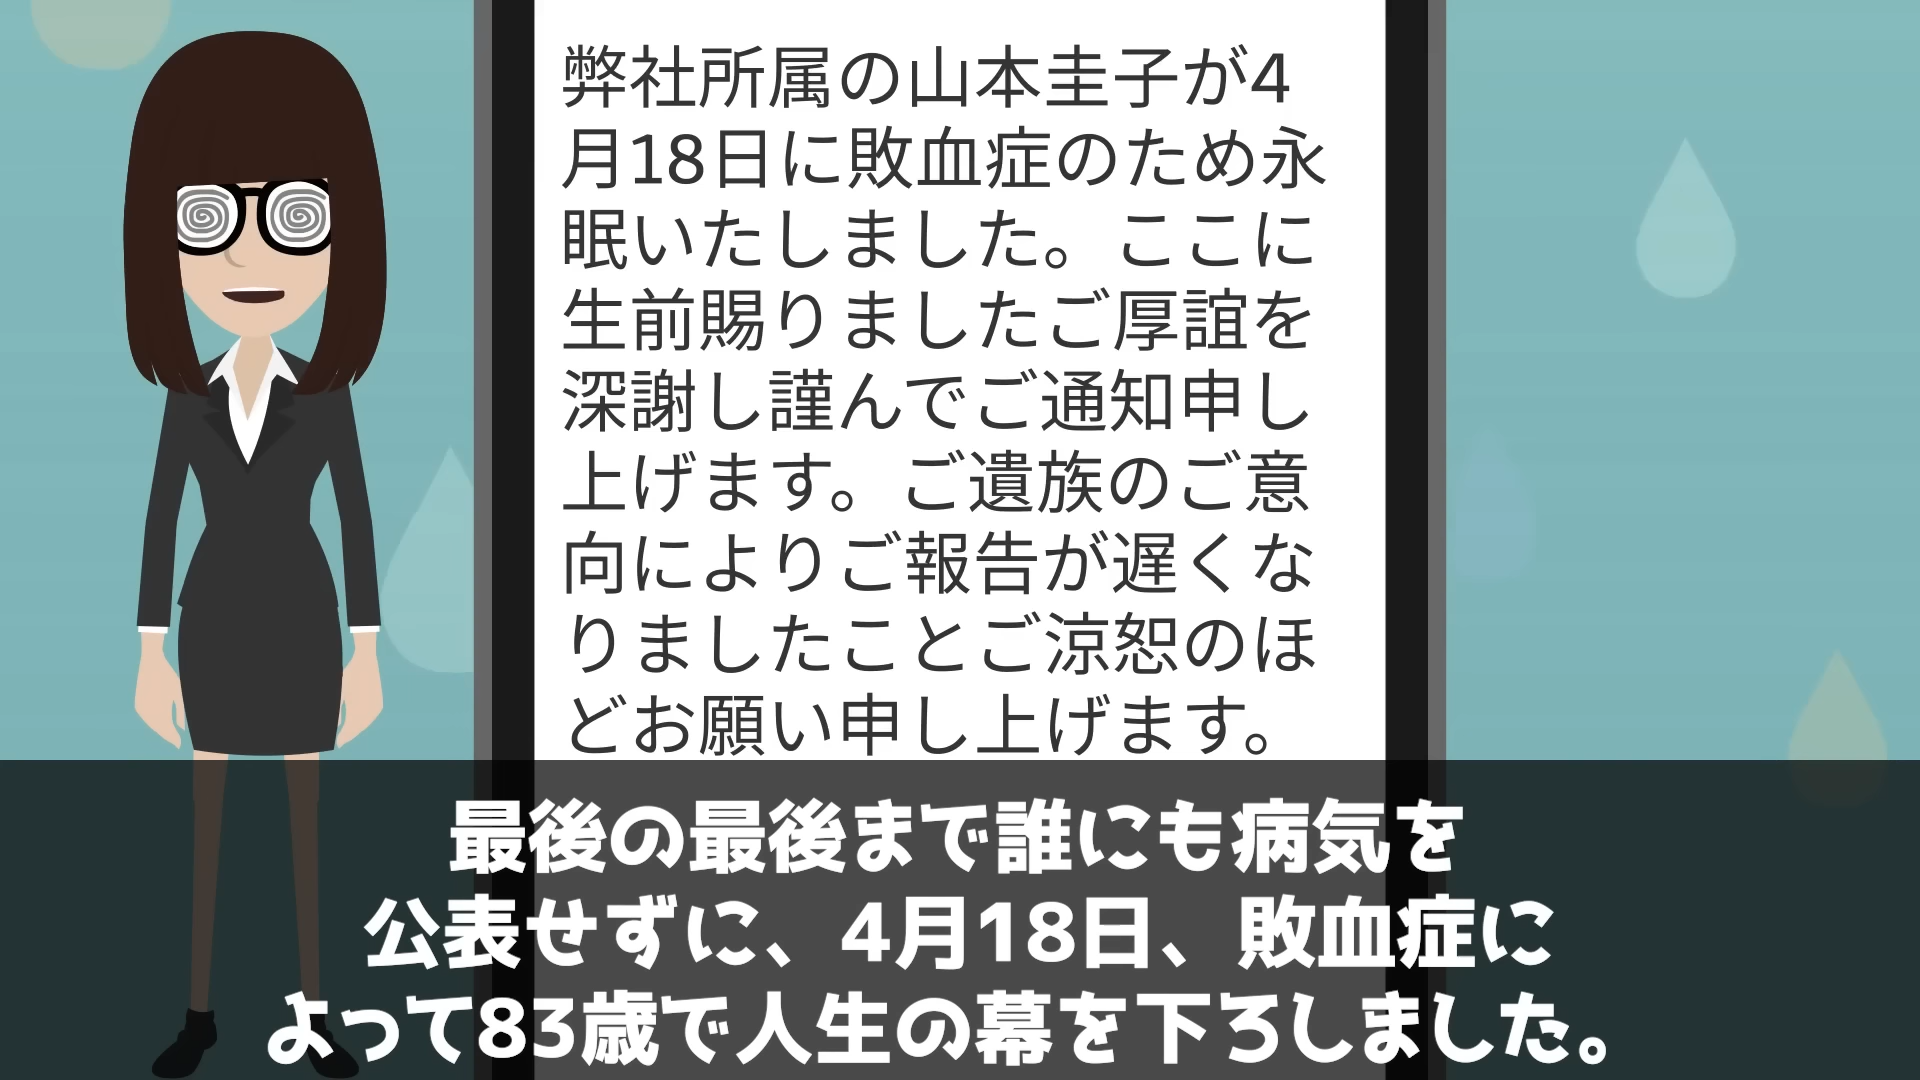 弊社所属の山本圭子が4
月18日に敗血症のため永
眠いたしました。ここに
生前賜りましたご厚誼を
深謝し謹んでご通知申し
上げます。ご遺族のご意
向によりご報告が遅くな
りましたことご涼恕のほ
どお願い申し上げます。
最後の最後まで誰にも病気を
公表せずに、4月18日、敗血症に
よって83歳で人生の幕を下ろしました。